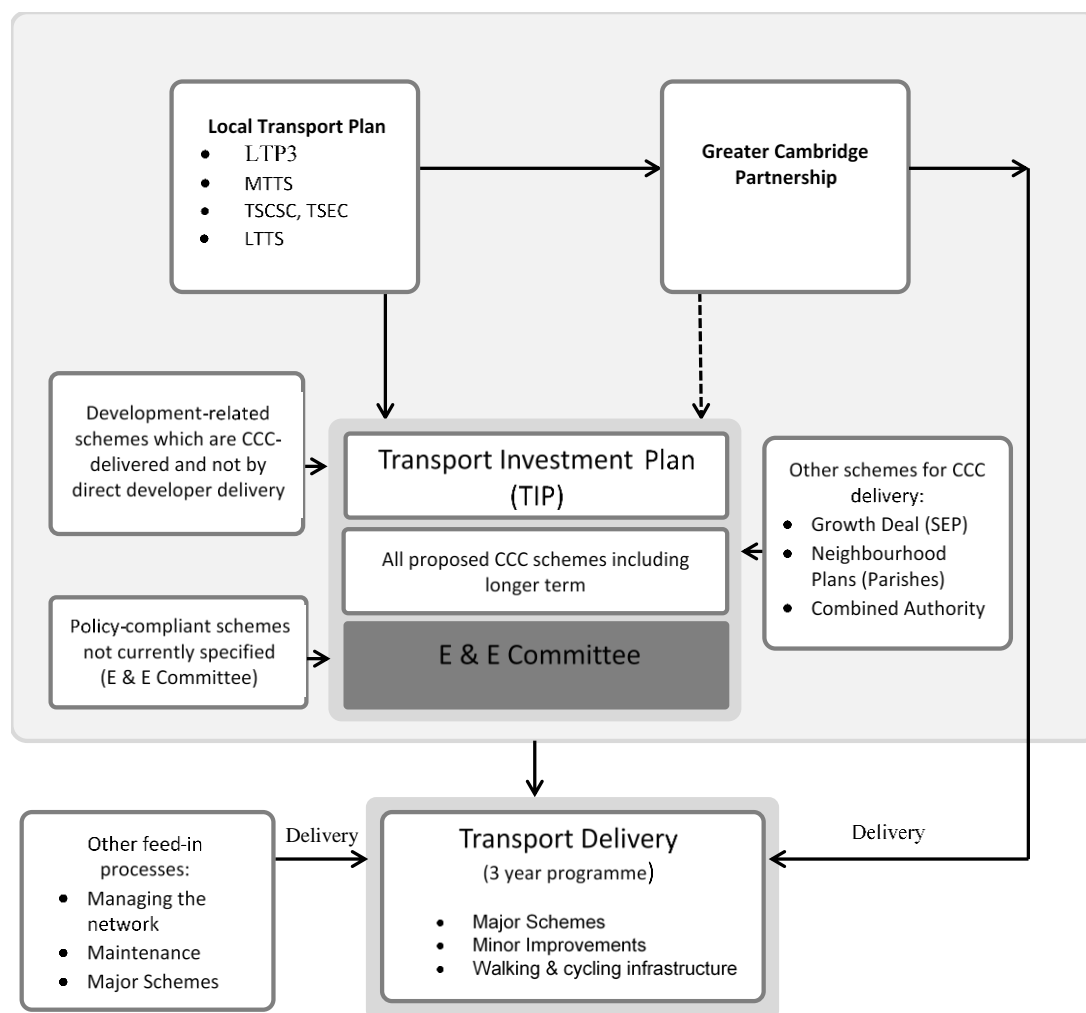 Local Transport Plan
• LTP3
• MTTS
• TSCSC, TSEC
• LTTS
Greater Cambridge
Partnership
Development-related
schemes which are CCC-
delivered and not by
direct developer delivery
Transport Investment Plan
(TIP)
All proposed CCC schemes including
longer term
E & E Committee
Other schemes for CCC
delivery:
• Growth Deal (SEP)
• Neighbourhood
Plans (Parishes)
• Combined Authority
Policy-compliant schemes
not currently specified
(E & E Committee)
Other feed-in
processes:
• Managing the
network
• Maintenance
• Major Schemes
Delivery
Transport Delivery
(3 year programme)
• Major Schemes
• Minor Improvements
• Walking & cycling infrastructure
Delivery